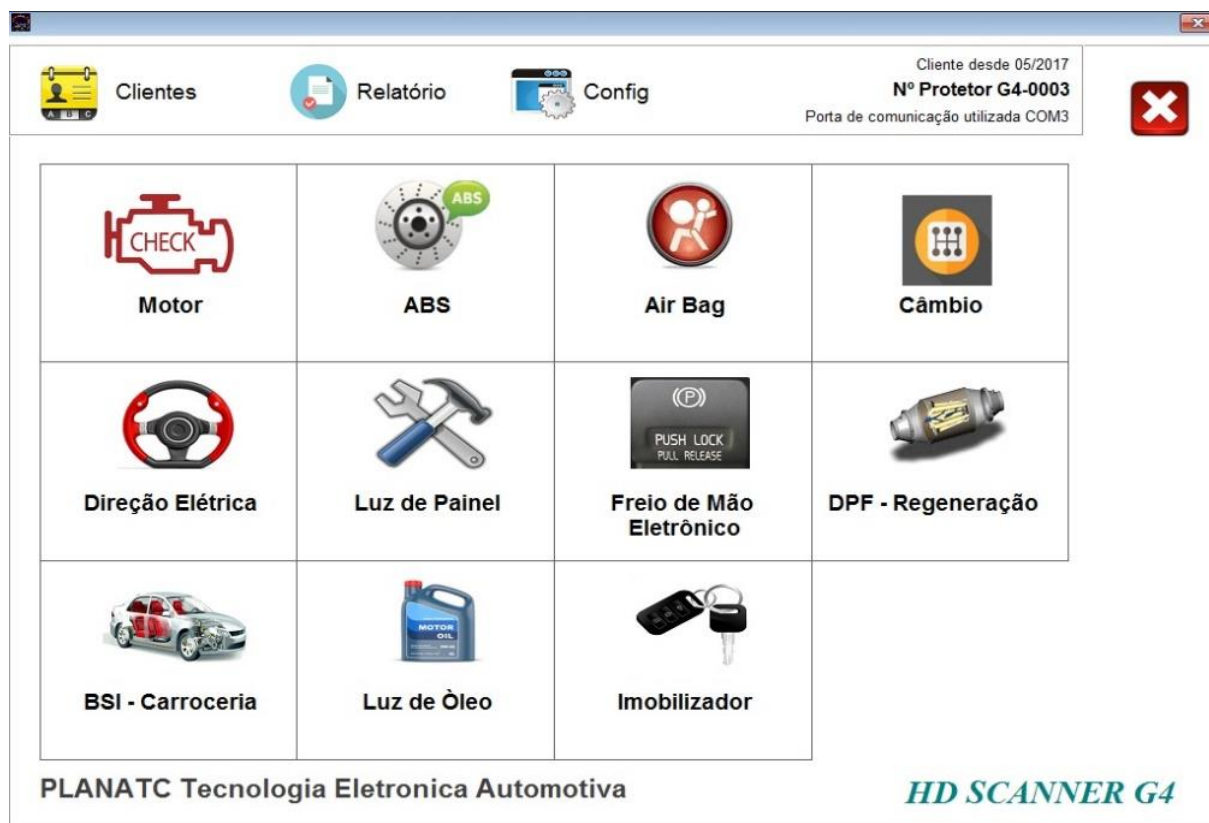 Clientes
Relatório
Config
Cliente desde 05/2017
Nº Protetor G4-0003
Porta de comunicação utilizada COM3
A B C
CHECK
Motor
ABS
ABS
Air Bag
Câmbio
Direção Elétrica
Luz de Painel
(P)
PUSH LOCK
PULL RELEASE
Freio de Mão
Eletrônico
DPF - Regeneração
BSI - Carroceria
MOTOR
OIL
Luz de Òleo
Imobilizador
PLANATC Tecnologia Eletronica Automotiva
HD SCANNER G4